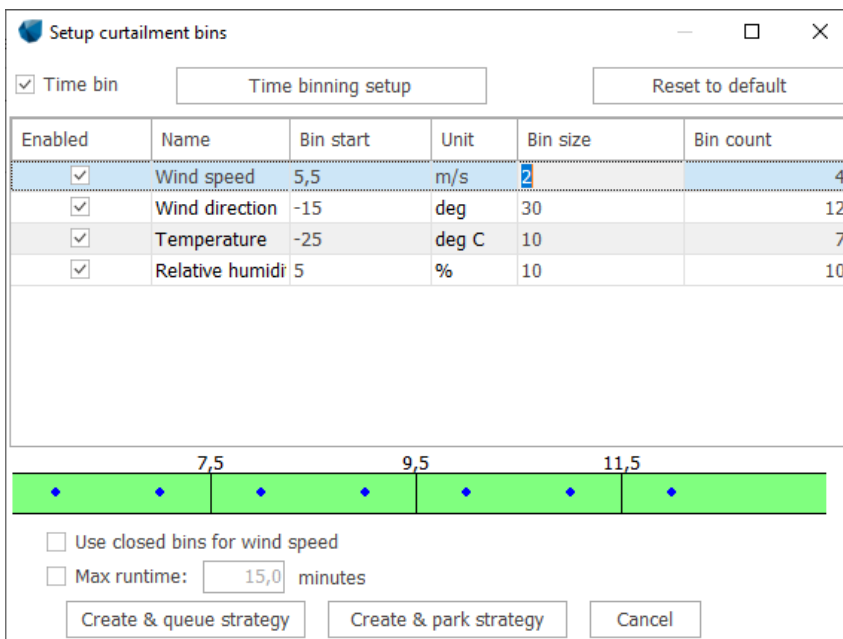 Setup curtailment bins
Time bin Time binning setup Reset to default
Enabled Name Bin start Unit Bin size Bin count
Wind speed 5,5 m/s 2 4
Wind direction -15 deg 30 12
Temperature -25 deg C 10 7
Relative humidi 5 % 10 10
7,5 9,5 11,5
Use closed bins for wind speed
Max runtime: 15,0 minutes
Create & queue strategy Create & park strategy Cancel